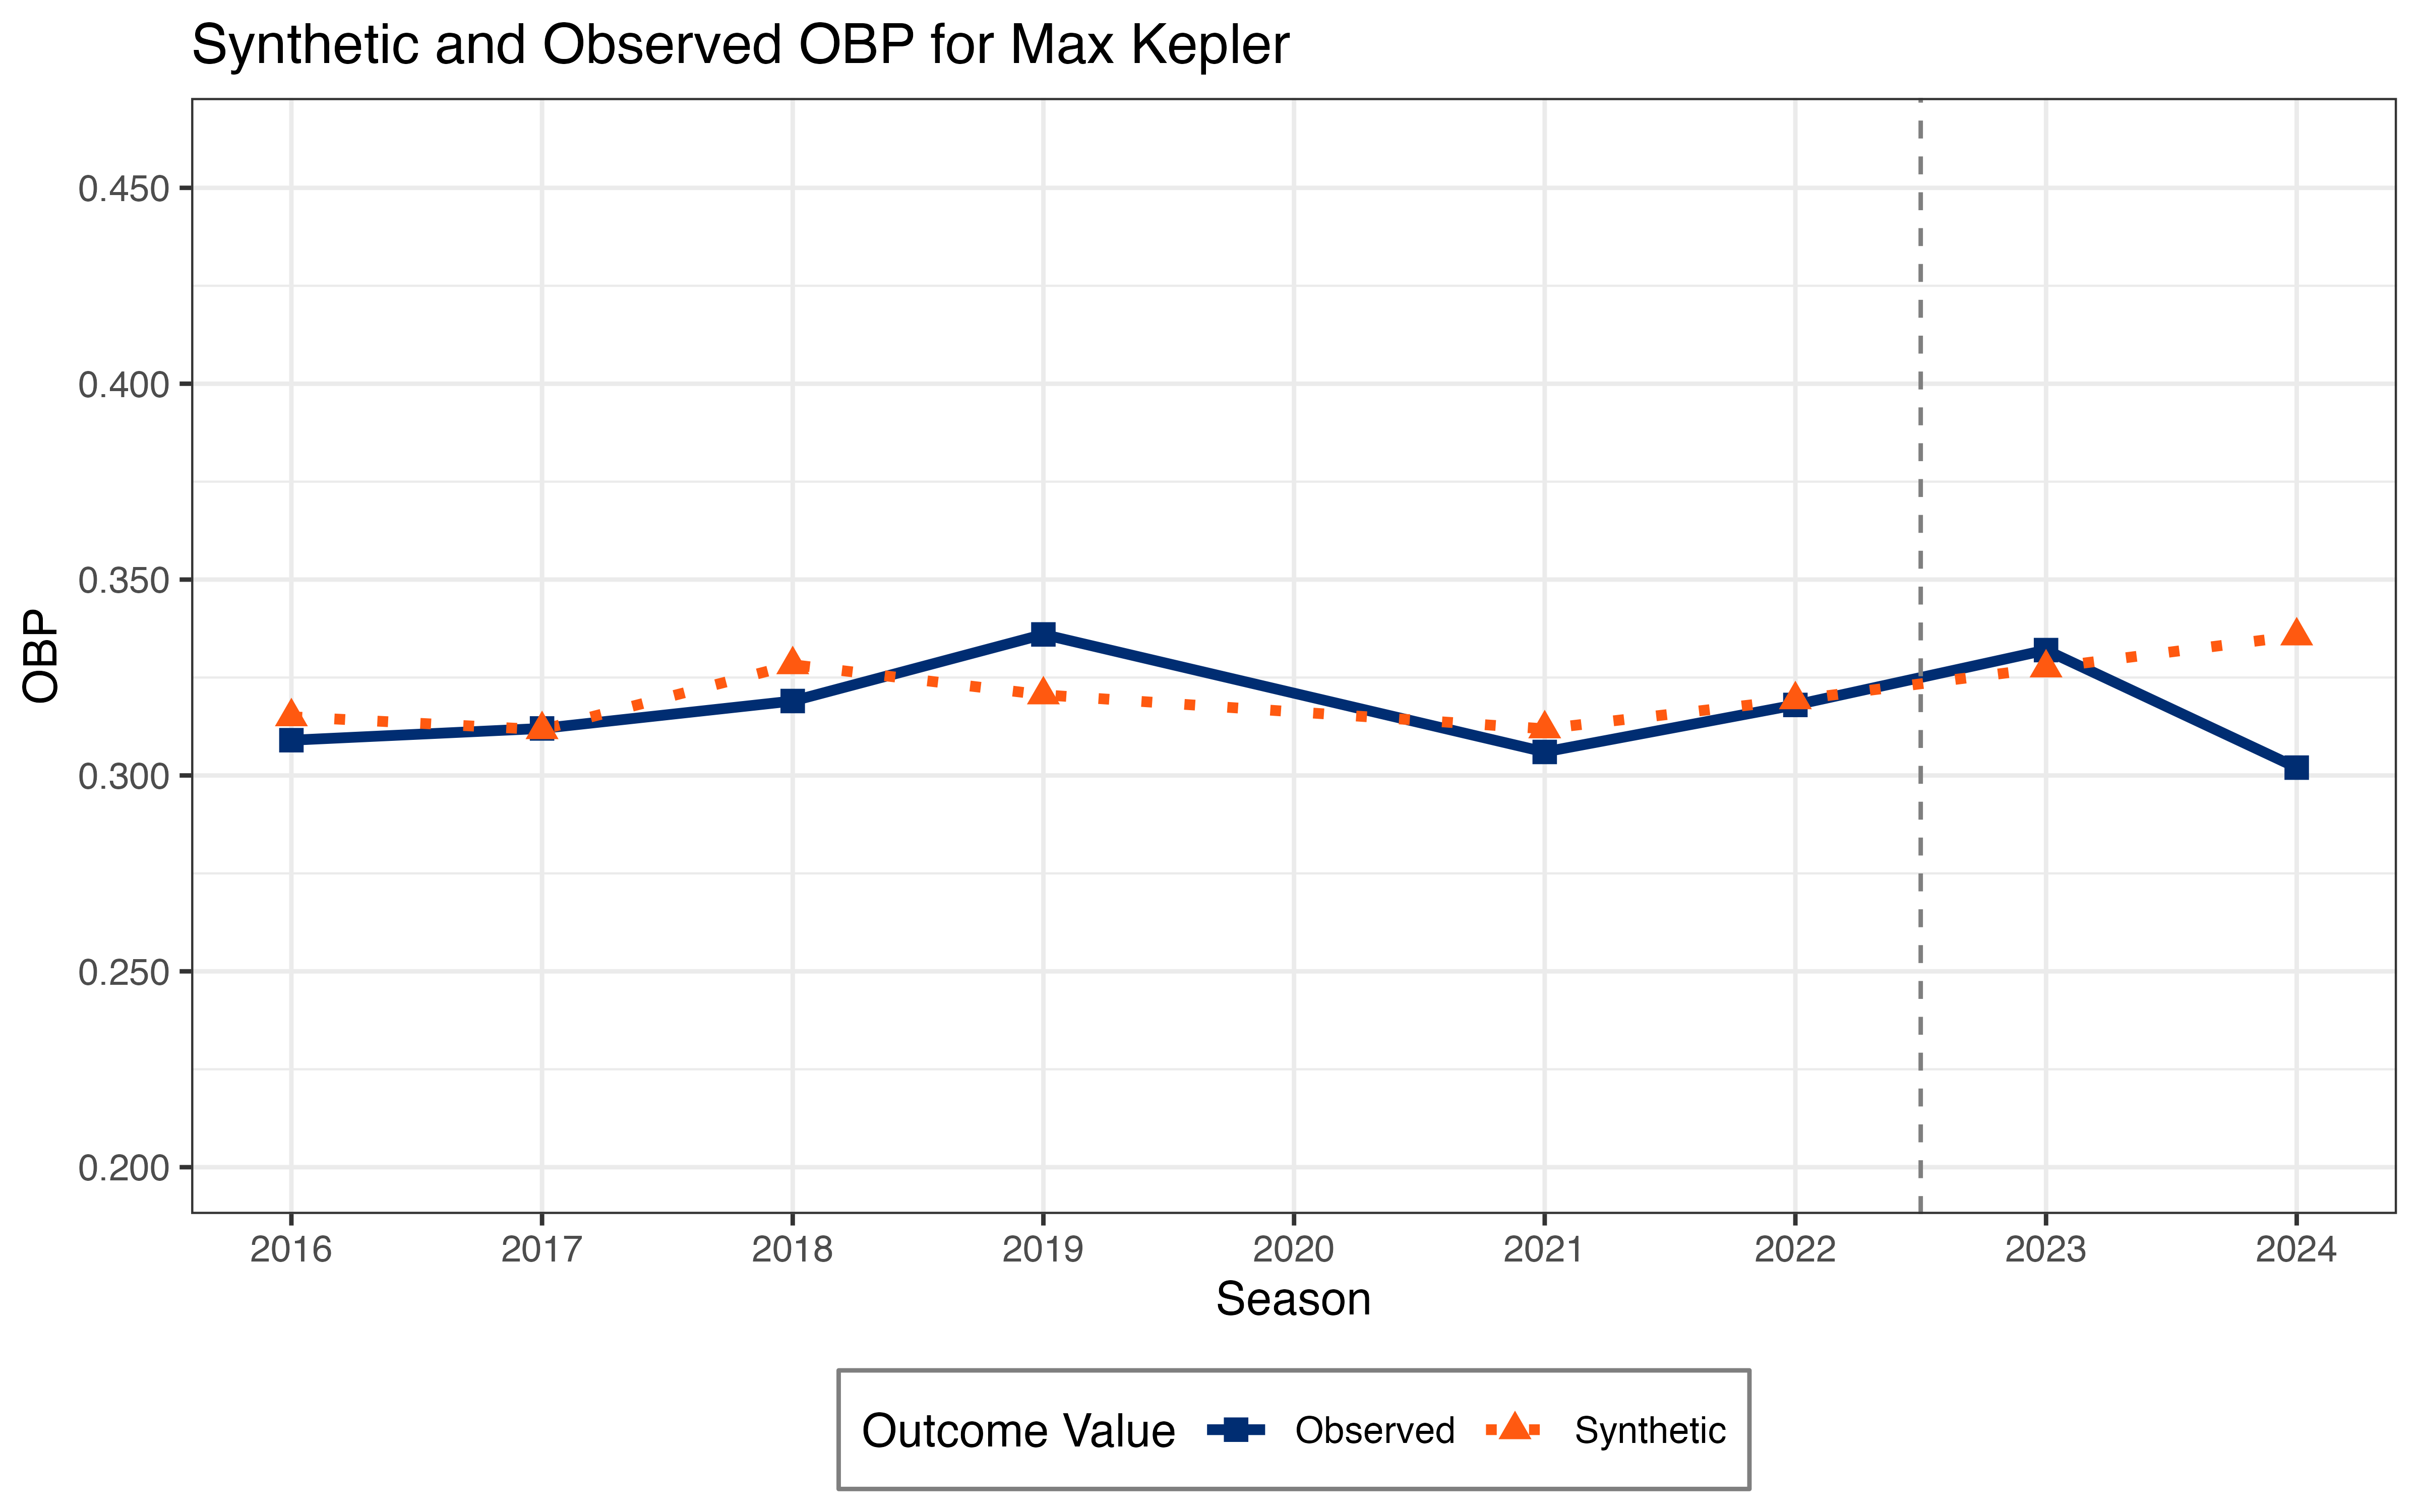 Synthetic and Observed OBP for Max Kepler
OBP
0.450
0.400
0.350
0.300
0.250
0.200
2016 2017 2018 2019 2020 2021 2022 2023 2024
Season
Outcome Value Observed Synthetic